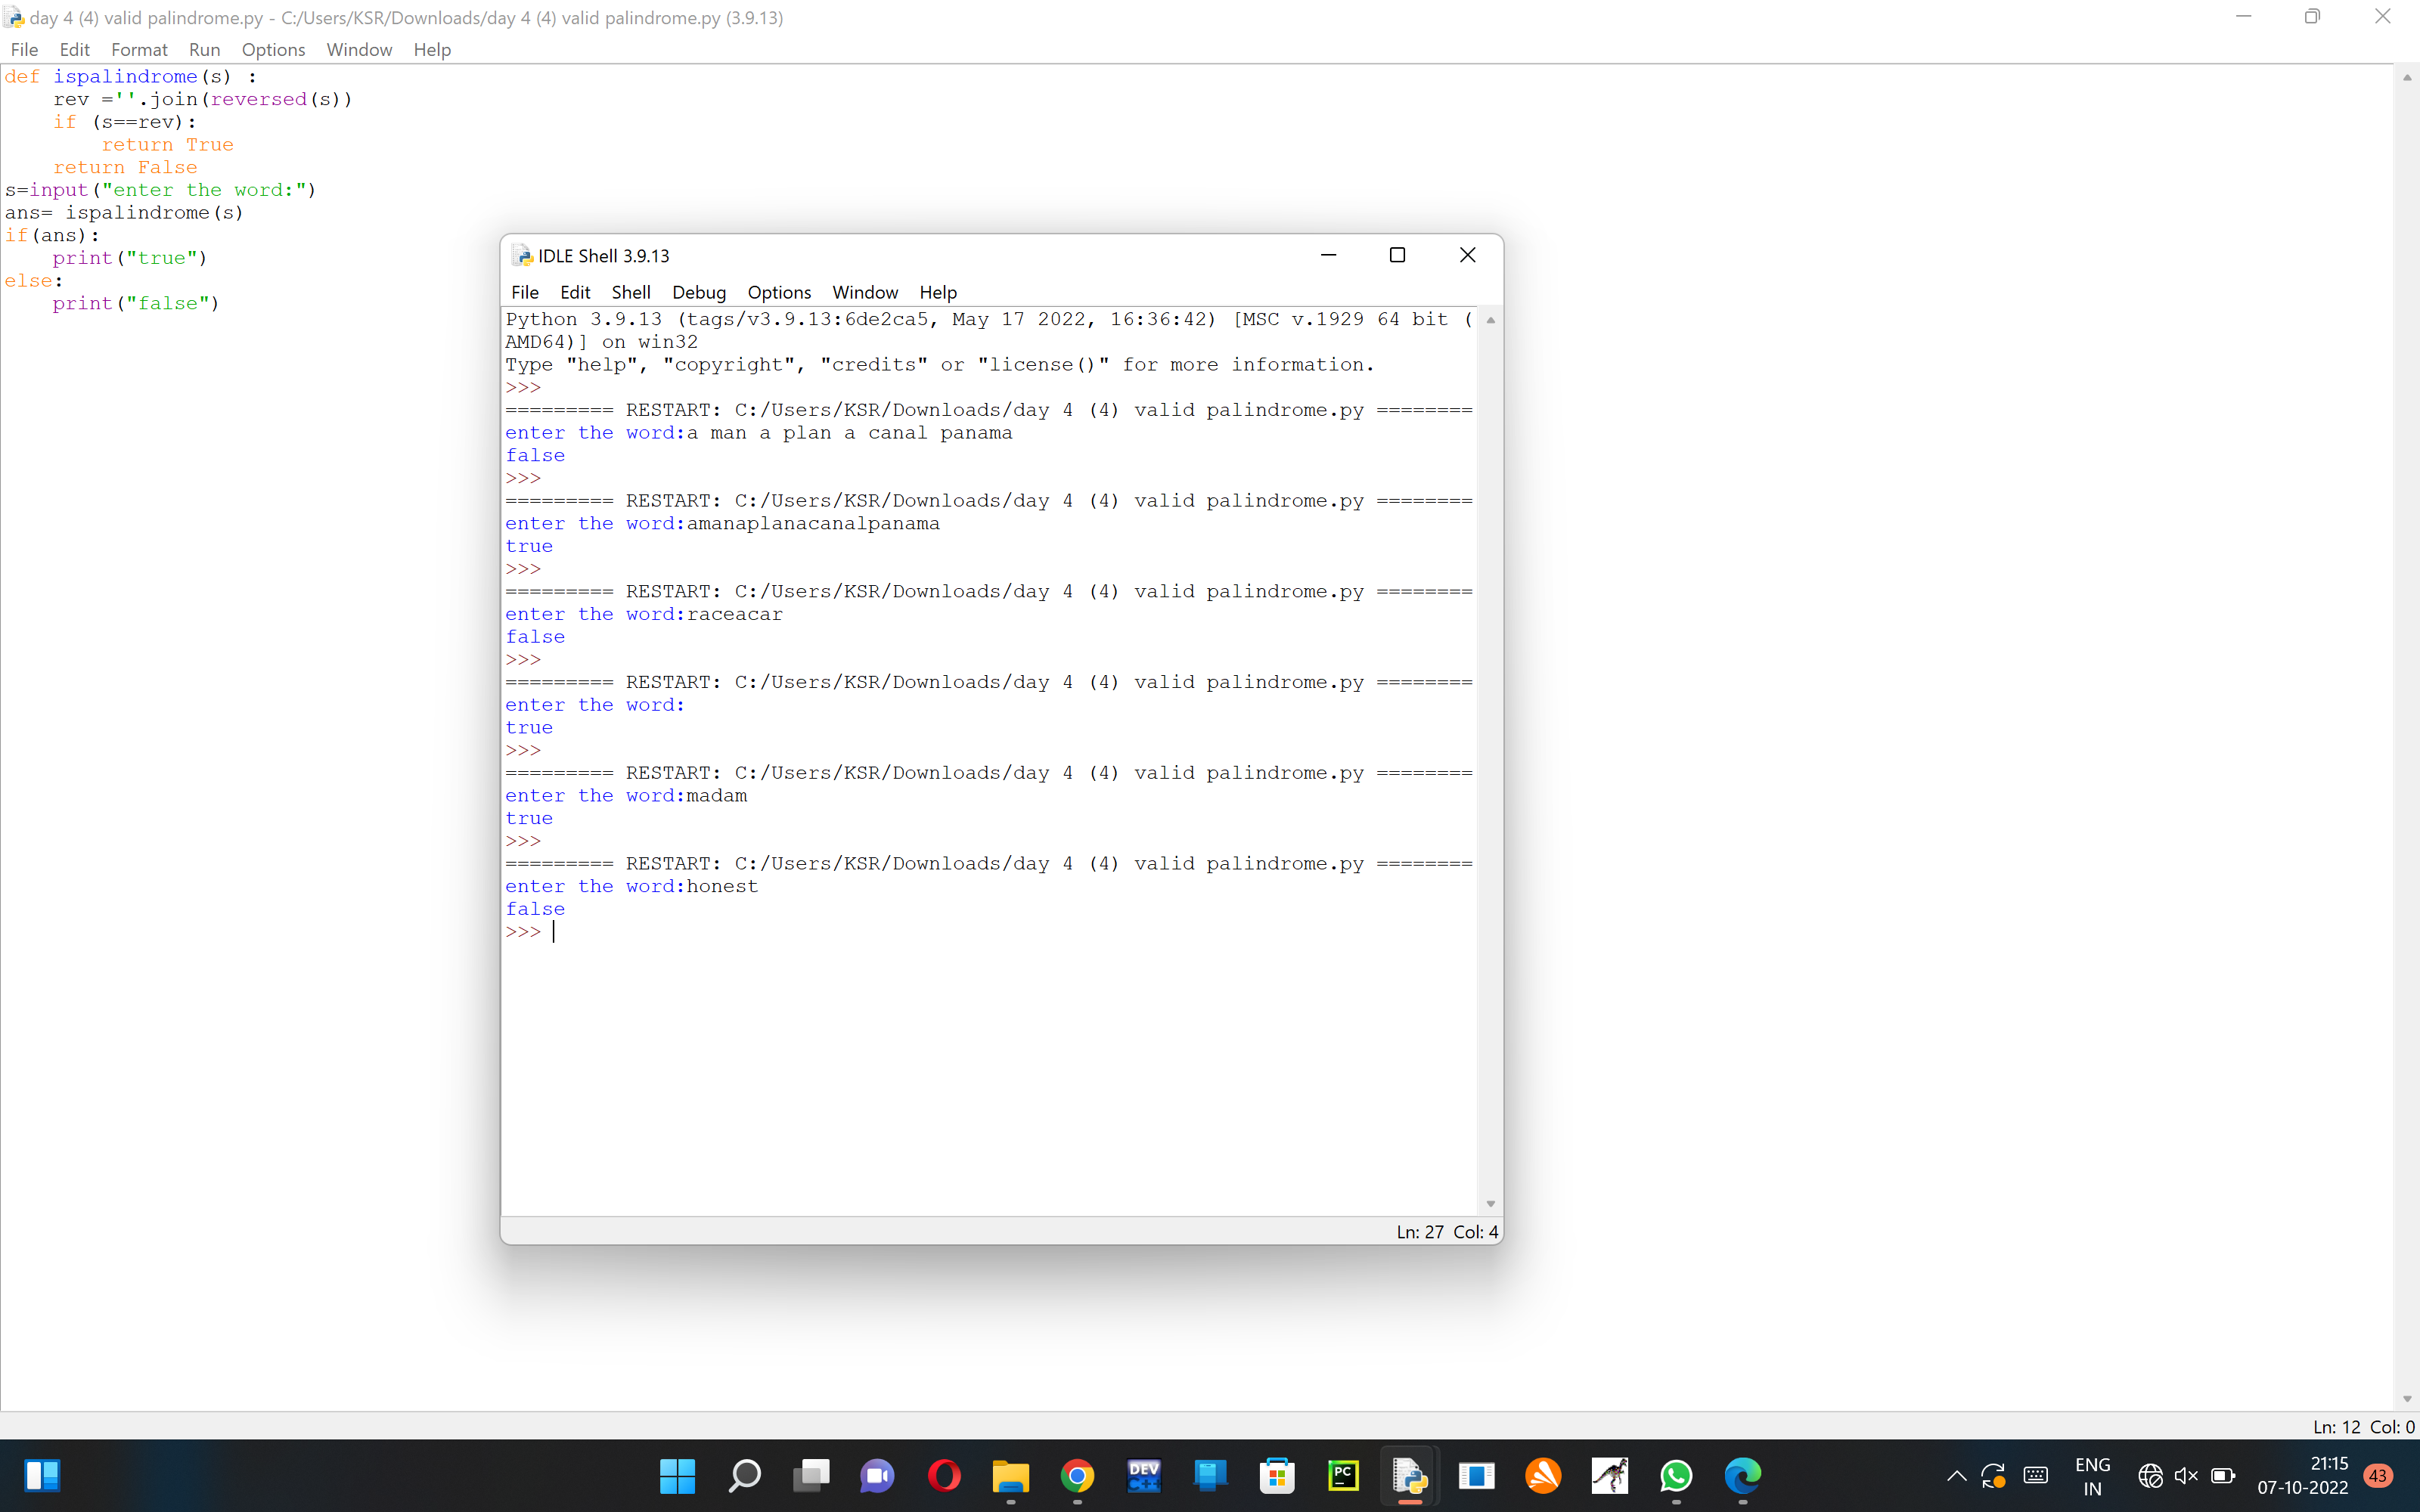 day 4 (4) valid palindrome.py - C:/Users/KSR/Downloads/day 4 (4) valid palindrome.py (3.9.13)
File Edit Format Run Options Window Help
def ispalindrome(s) :
    rev =''.join(reversed(s))
    if (s==rev):
        return True
    return False
s=input("enter the word:")
ans= ispalindrome(s)
if(ans):
    print("true")
else:
    print("false")
IDLE Shell 3.9.13
File Edit Shell Debug Options Window Help
Python 3.9.13 (tags/v3.9.13:6de2ca5, May 17 2022, 16:36:42) [MSC v.1929 64 bit (
AMD64)] on win32
Type "help", "copyright", "credits" or "license()" for more information.
>>>
========= RESTART: C:/Users/KSR/Downloads/day 4 (4) valid palindrome.py ========
enter the word:a man a plan a canal panama
false
>>>
========= RESTART: C:/Users/KSR/Downloads/day 4 (4) valid palindrome.py ========
enter the word:amanaplanacanalpanama
true
>>>
========= RESTART: C:/Users/KSR/Downloads/day 4 (4) valid palindrome.py ========
enter the word:raceacar
false
>>>
========= RESTART: C:/Users/KSR/Downloads/day 4 (4) valid palindrome.py ========
enter the word:
true
>>>
========= RESTART: C:/Users/KSR/Downloads/day 4 (4) valid palindrome.py ========
enter the word:madam
true
>>>
========= RESTART: C:/Users/KSR/Downloads/day 4 (4) valid palindrome.py ========
enter the word:honest
false
>>>
Ln: 27 Col: 4
Ln: 12 Col: 0
DEV C++
PC
ENG
IN
21:15
07-10-2022
43